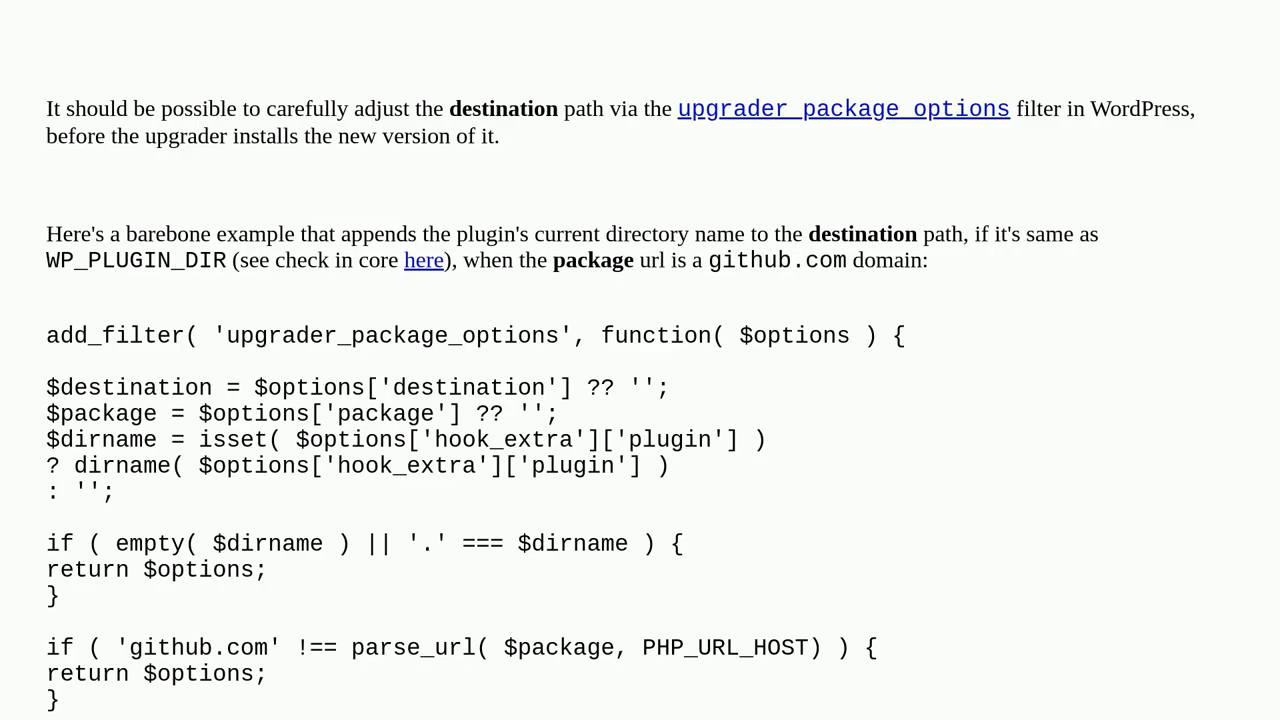 It should be possible to carefully adjust the destination path via the upgrader_package_options filter in WordPress,
before the upgrader installs the new version of it.
Here's a barebone example that appends the plugin's current directory name to the destination path, if it's same as
WP_PLUGIN_DIR (see check in core here), when the package url is a github.com domain:
add_filter( 'upgrader_package_options', function( $options ) {
$destination = $options['destination'] ?? '';
$package = $options['package'] ?? '';
$dirname = isset( $options['hook_extra']['plugin'] )
? dirname( $options['hook_extra']['plugin'] )
: '';
if ( empty( $dirname ) || '.' === $dirname ) {
return $options;
}
if ( 'github.com' !== parse_url( $package, PHP_URL_HOST) ) {
return $options;
}